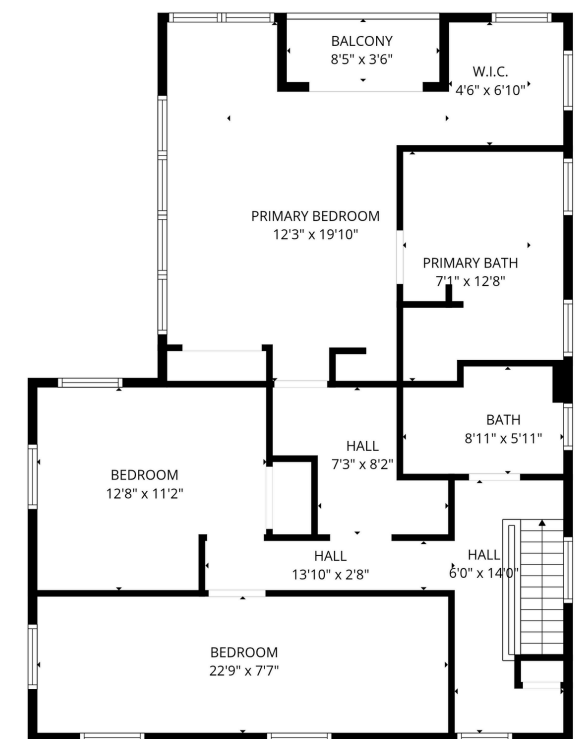 BALCONY
8'5" x 3'6"
W.I.C.
4'6" x 6'10"
PRIMARY BEDROOM
12'3" x 19'10"
PRIMARY BATH
7'1" x 12'8"
BATH
8'11" x 5'11"
HALL
7'3" x 8'2"
BEDROOM
12'8" x 11'2"
HALL
13'10" x 2'8"
HALL
6'0" x 14'0"
BEDROOM
22'9" x 7'7"